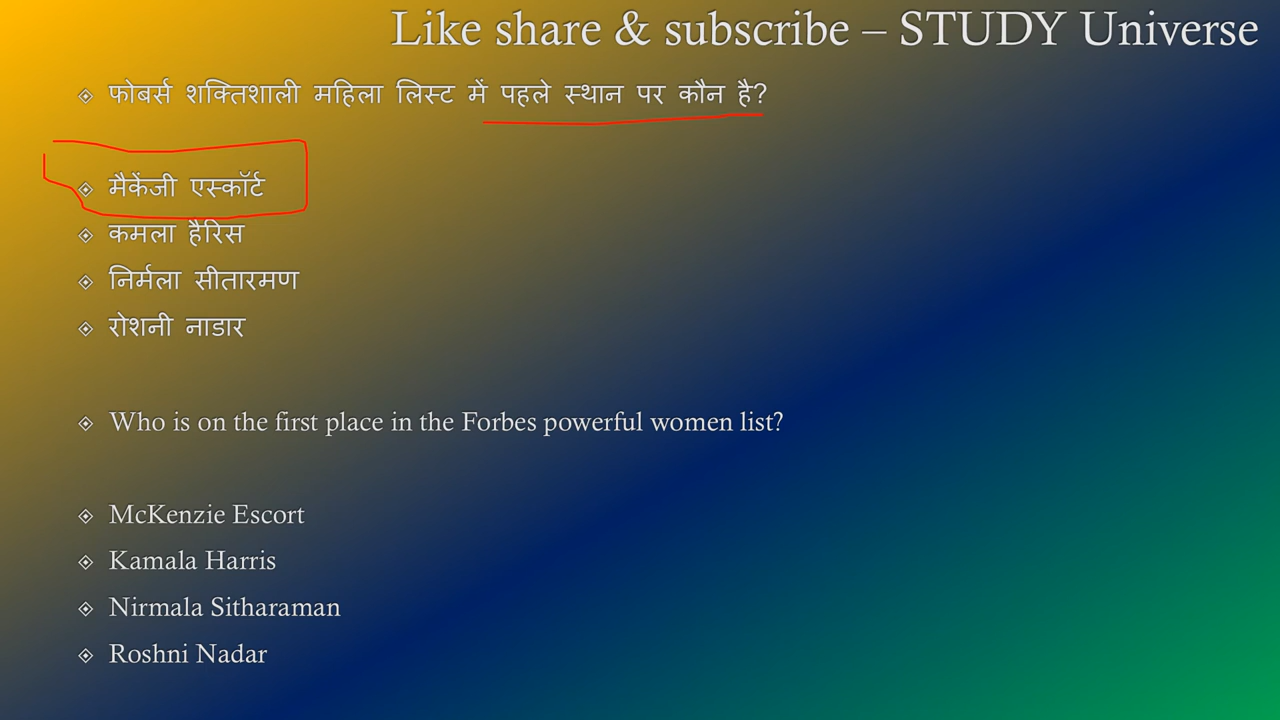 Like share & subscribe – STUDY Universe
फोबर्स शक्तिशाली महिला लिस्ट में पहले स्थान पर कौन है?
मैकेंजी एस्कॉर्ट
कमला हैरिस
निर्मला सीतारमण
रोशनी नाडार
Who is on the first place in the Forbes powerful women list?
McKenzie Escort
Kamala Harris
Nirmala Sitharaman
Roshni Nadar